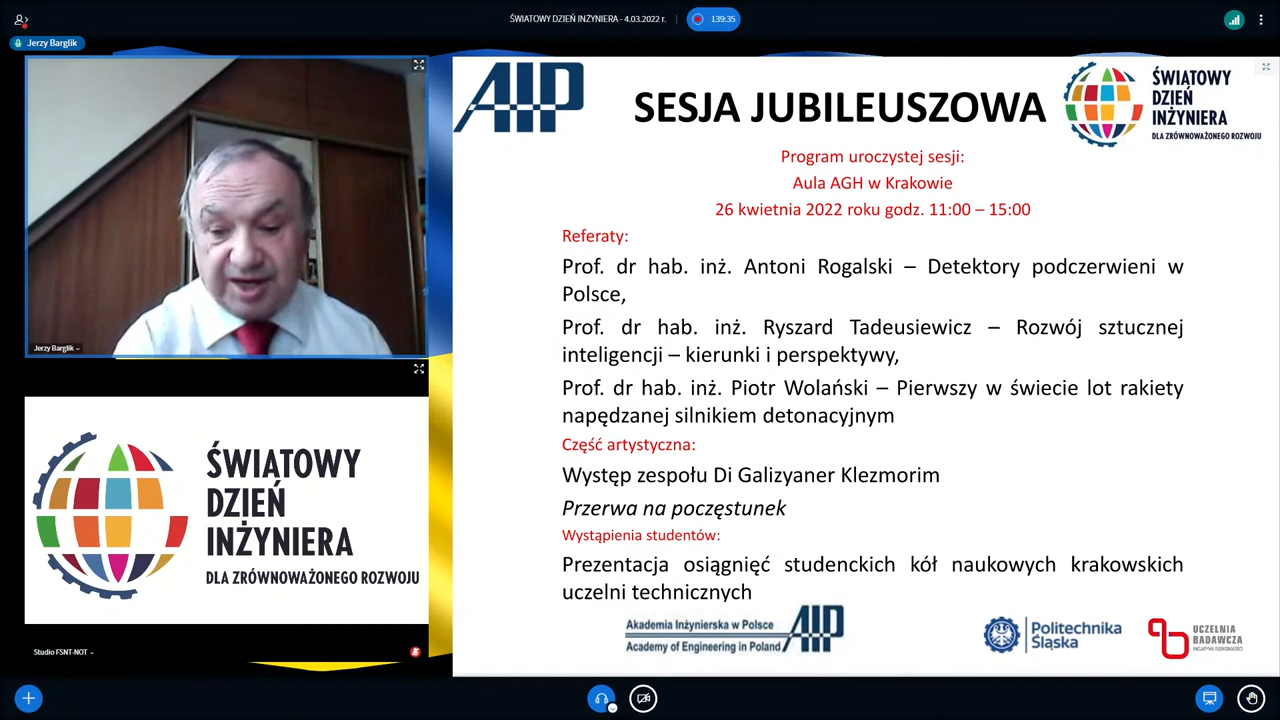 ŚWIATOWY DZIEŃ INŻYNIERA - 4.03.2022 r.
139:35
Jerzy Barglik
Jerzy Barglik
ŚWIATOWY
DZIEŃ
INŻYNIERA
DLA ZRÓWNOWAŻONEGO ROZWOJU
Studio FSNT-NOT
AIP
SESJA JUBILEUSZOWA
ŚWIATOWY
DZIEŃ
INŻYNIERA
DLA ZRÓWNOWAŻONEGO ROZWOJU
Program uroczystej sesji:
Aula AGH w Krakowie
26 kwietnia 2022 roku godz. 11:00 – 15:00
Referaty:
Prof. dr hab. inż. Antoni Rogalski – Detektory podczerwieni w
Polsce,
Prof. dr hab. inż. Ryszard Tadeusiewicz – Rozwój sztucznej
inteligencji – kierunki i perspektywy,
Prof. dr hab. inż. Piotr Wolański – Pierwszy w świecie lot rakiety
napędzanej silnikiem detonacyjnym
Część artystyczna:
Występ zespołu Di Galizyaner Klezmorim
Przerwa na poczęstunek
Wystąpienia studentów:
Prezentacja osiągnięć studenckich kół naukowych krakowskich
uczelni technicznych
Akademia Inżynierska w Polsce
Academy of Engineering in Poland
AIP
Politechnika
Śląska
UCZELNIA
BADAWCZA
INICJATYWA DOSKONAŁOŚCI